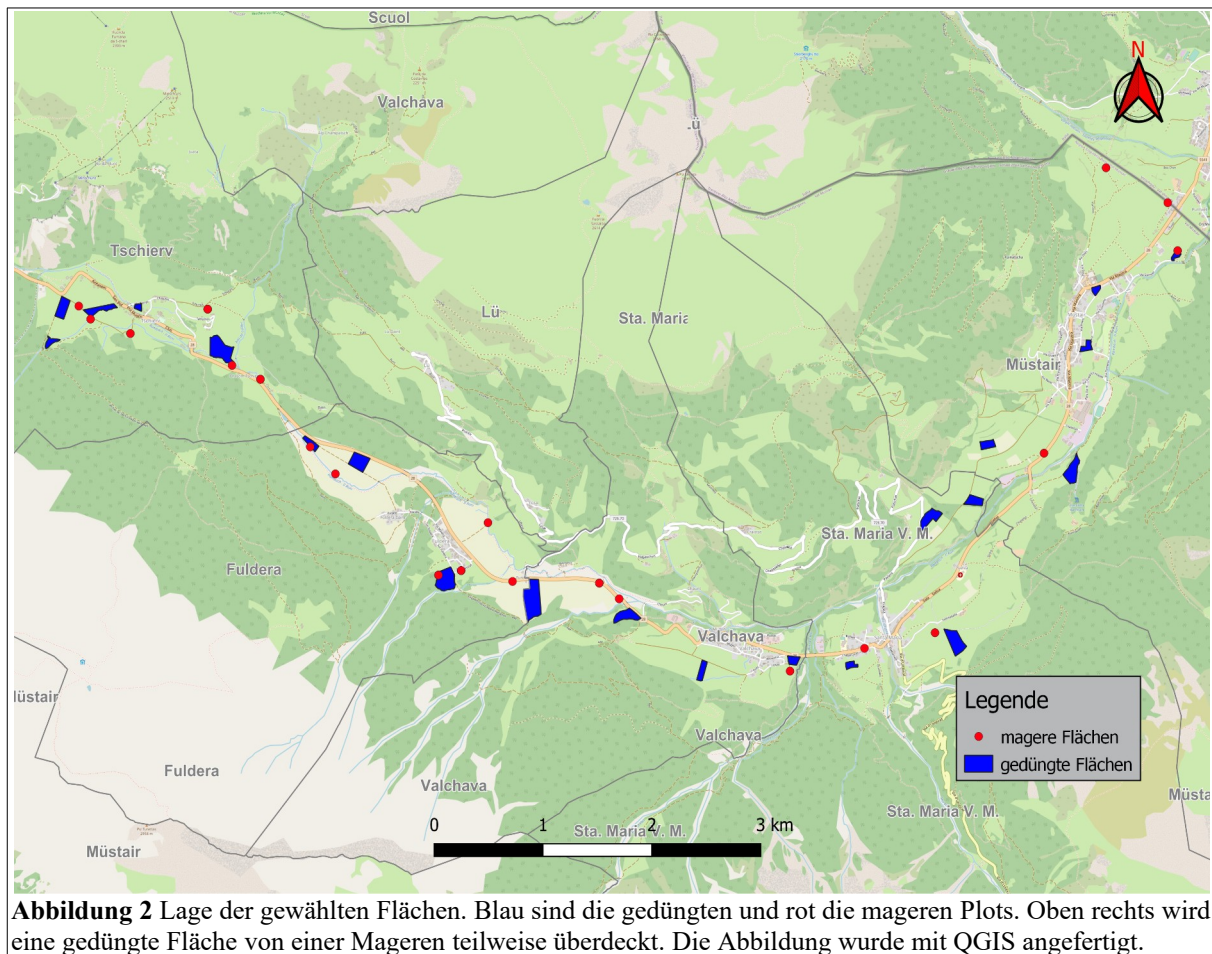 Scuol
N
Valchava
Lü
Tschierv
Lü
Sta. Maria
Müstair
Sta. Maria V. M.
Fuldera
Valchava
Legende
magere Flächen
gedüngte Flächen
Müstair
Valchava
Fuldera
Valchava
Müsta
Sta. Maria V. M.
0 1 2 3 km
Sta. Maria V. M.
Müstair
Abbildung 2 Lage der gewählten Flächen. Blau sind die gedüngten und rot die mageren Plots. Oben rechts wird
eine gedüngte Fläche von einer Mageren teilweise überdeckt. Die Abbildung wurde mit QGIS angefertigt.